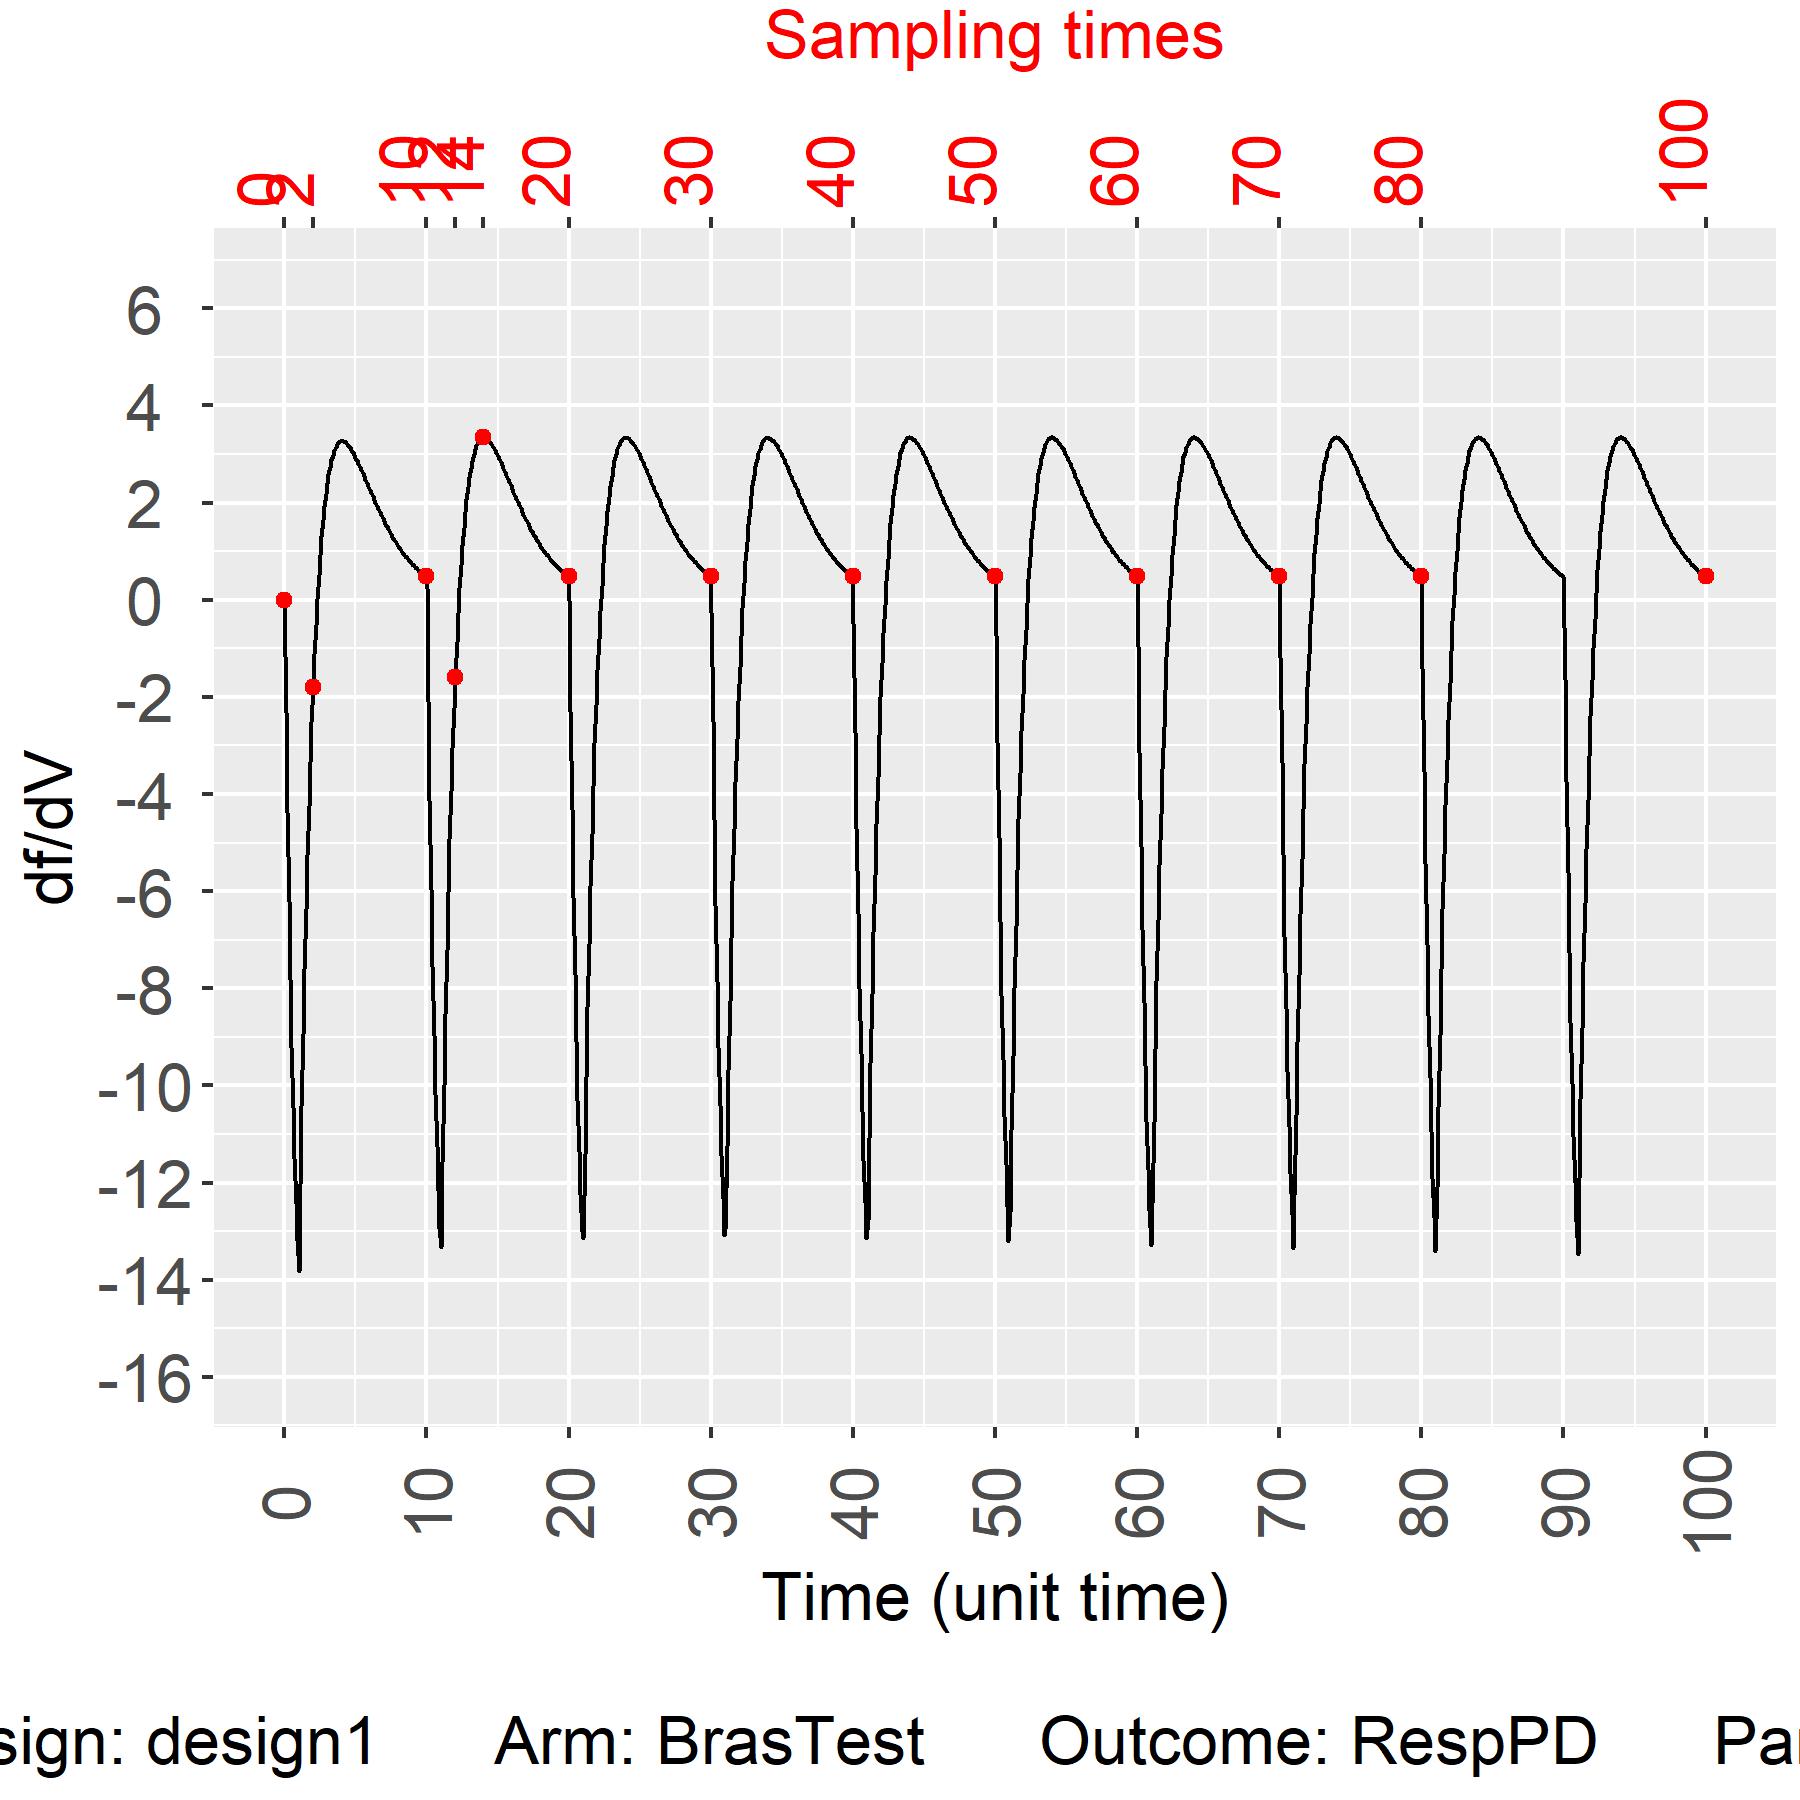 Sampling times
0 2 10 12 14 20 30 40 50 60 70 80 100
6
4
2
0
-2
-4
-6
-8
-10
-12
-14
-16
df/dV
0 10 20 30 40 50 60 70 80 90 100
Time (unit time)
sign: design1 Arm: BrasTest Outcome: RespPD Par